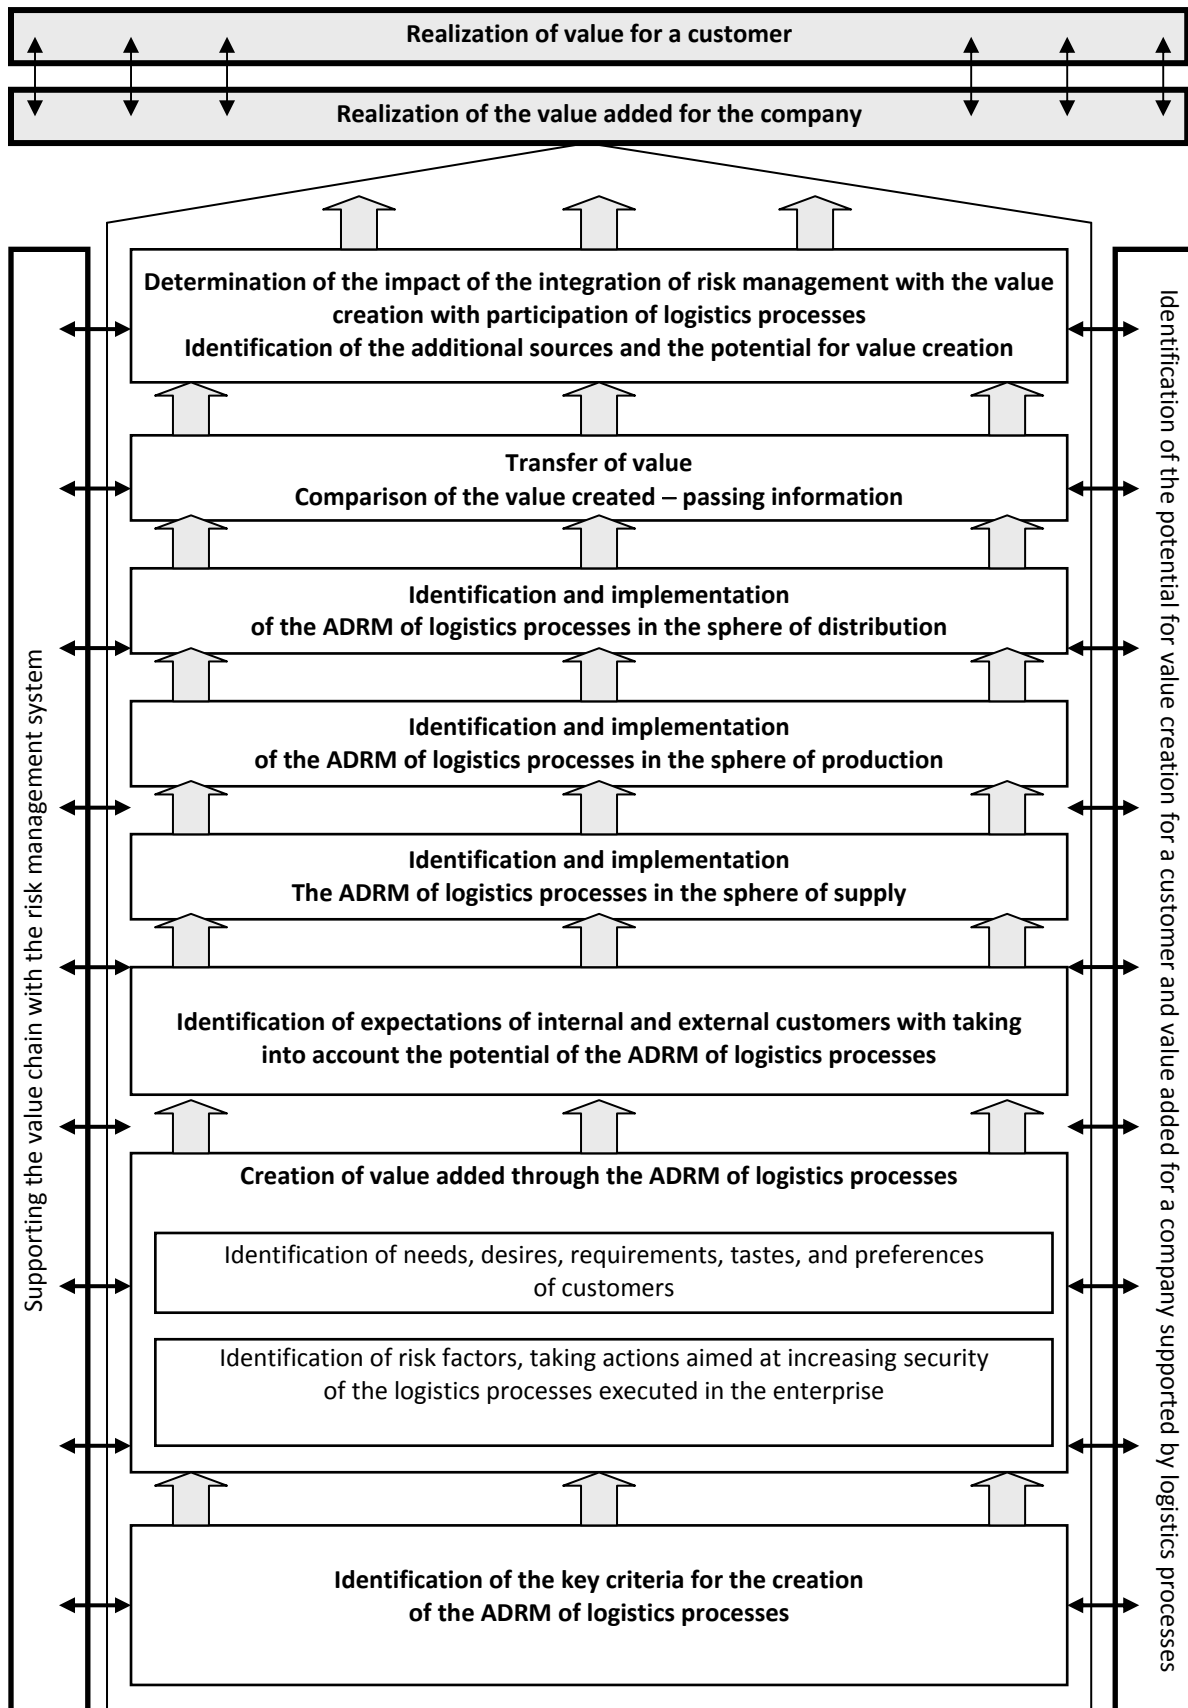 Realization of value for a customer
Realization of the value added for the company
Determination of the impact of the integration of risk management with the value
creation with participation of logistics processes
Identification of the additional sources and the potential for value creation
Transfer of value
Comparison of the value created – passing information
Identification and implementation
of the ADRM of logistics processes in the sphere of distribution
Identification and implementation
of the ADRM of logistics processes in the sphere of production
Identification and implementation
The ADRM of logistics processes in the sphere of supply
Identification of expectations of internal and external customers with taking
into account the potential of the ADRM of logistics processes
Creation of value added through the ADRM of logistics processes
Identification of needs, desires, requirements, tastes, and preferences
of customers
Identification of risk factors, taking actions aimed at increasing security
of the logistics processes executed in the enterprise
Identification of the key criteria for the creation
of the ADRM of logistics processes
Supporting the value chain with the risk management system
Identification of the potential for value creation for a customer and value added for a company supported by logistics processes